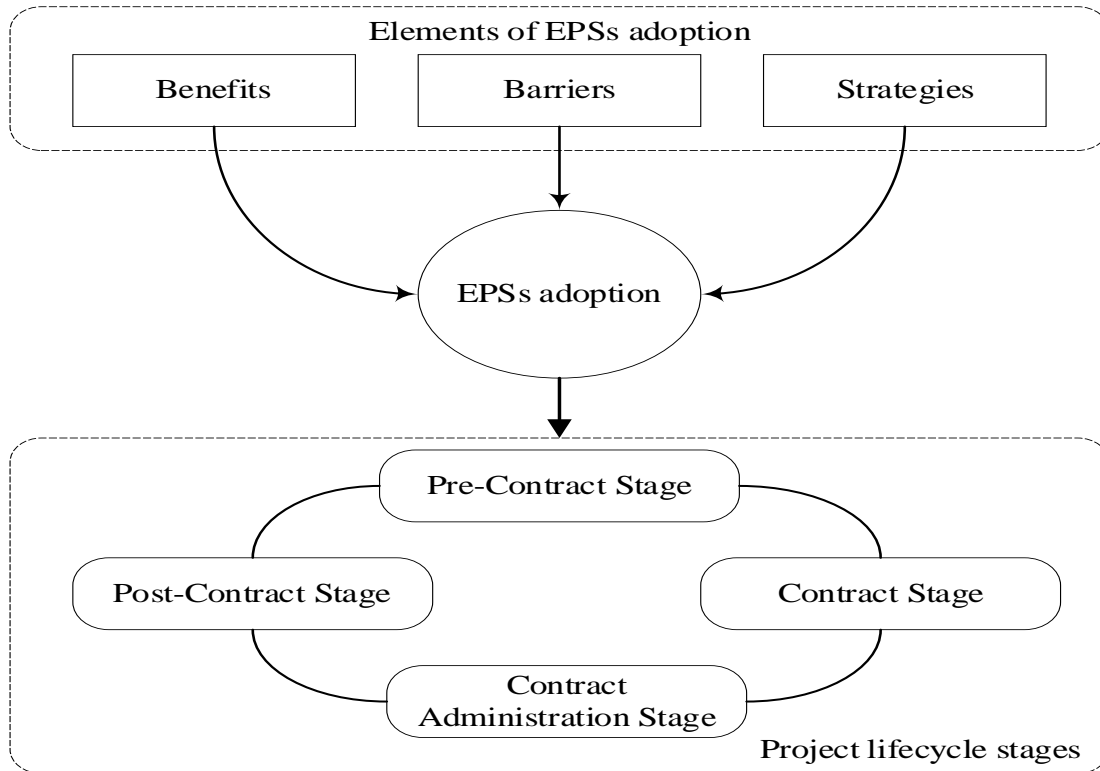 Elements of EPSs adoption
Benefits
Barriers
Strategies
EPSs adoption
Pre-Contract Stage
Post-Contract Stage
Contract Stage
Contract
Administration Stage
Project lifecycle stages